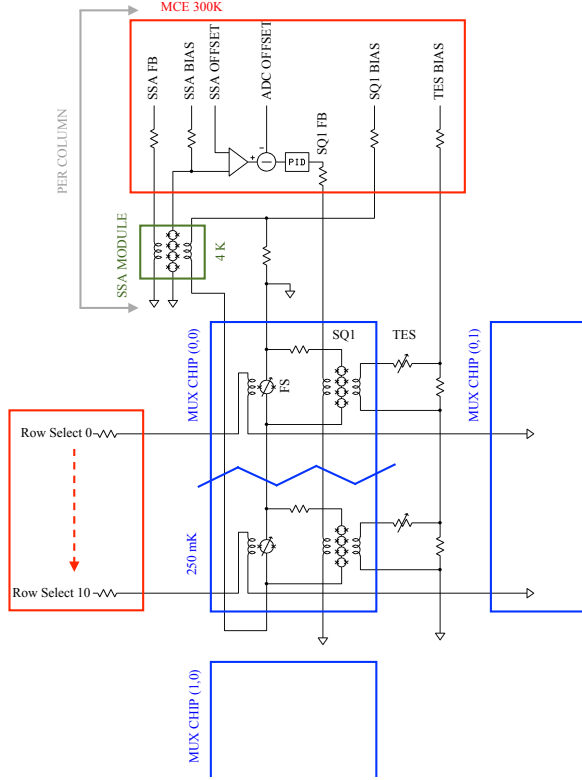 MCE 300K
PER COLUMN
SSA FB
SSA BIAS
SSA OFFSET
ADC OFFSET
SQ1 BIAS
TES BIAS
+
-
PID
SQ1 FB
SSA MODULE
4 K
MUX CHIP (0,0)
SQ1
TES
MUX CHIP (0,1)
FS
Row Select 0
250 mK
Row Select 10
MUX CHIP (1,0)